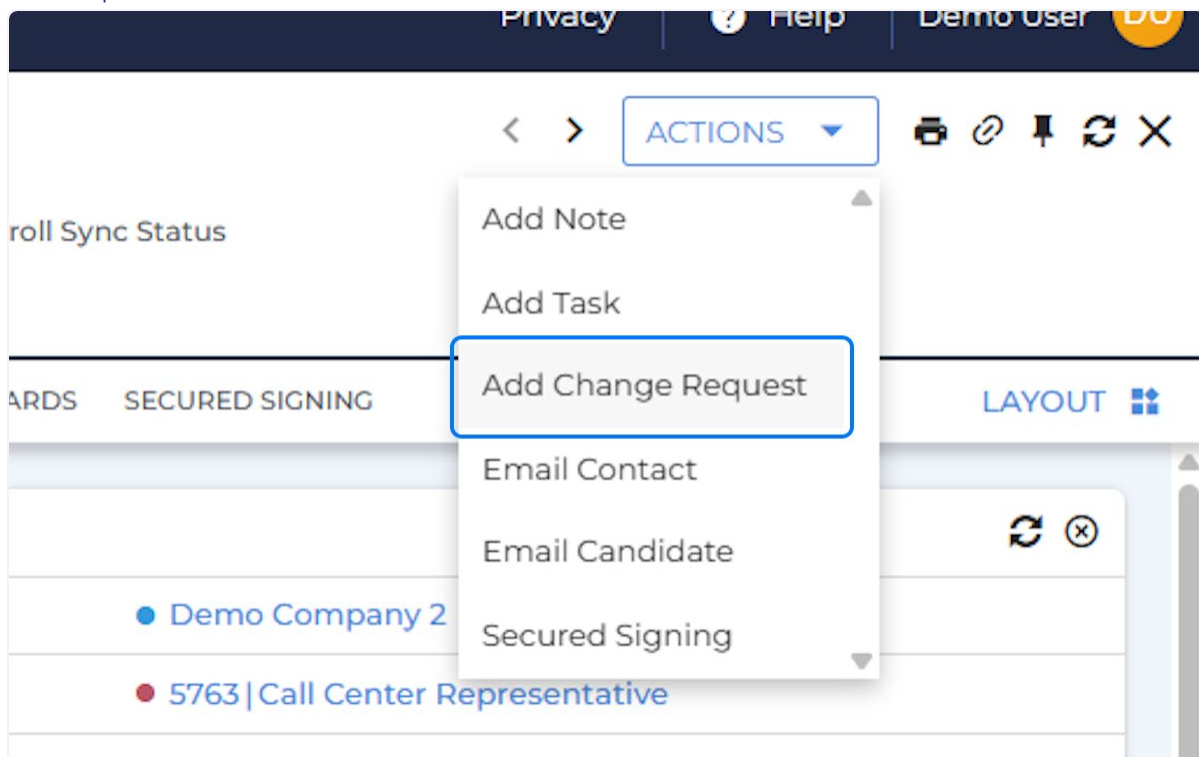 Privacy ? Help Demo User DU
ACTIONS
Add Note
roll Sync Status
Add Task
Add Change Request
ARDS SECURED SIGNING LAYOUT
Email Contact
Email Candidate
Demo Company 2
Secured Signing
5763 | Call Center Representative